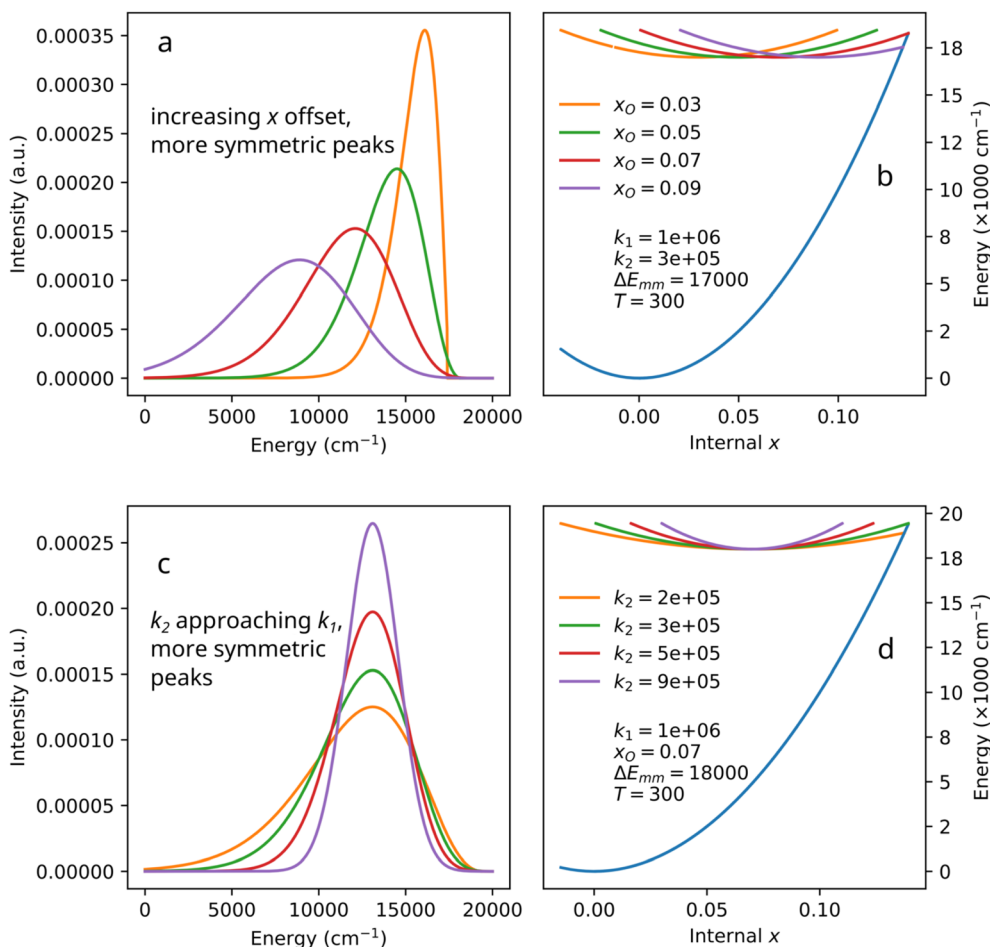 a
increasing x offset,
more symmetric peaks
0.00035
0.00030
0.00025
0.00020
0.00015
0.00010
0.00005
0.00000
Intensity (a.u.)
0 5000 10000 15000 20000
Energy (cm⁻¹)
b
x_O = 0.03
x_O = 0.05
x_O = 0.07
x_O = 0.09
k₁ = 1e+06
k₂ = 3e+05
ΔE_mm = 17000
T = 300
18
15
12
10
8
5
2
0
Energy (×1000 cm⁻¹)
0.00 0.05 0.10
Internal x
c
k₂ approaching k₁,
more symmetric
peaks
0.00025
0.00020
0.00015
0.00010
0.00005
0.00000
Intensity (a.u.)
0 5000 10000 15000 20000
Energy (cm⁻¹)
d
k₂ = 2e+05
k₂ = 3e+05
k₂ = 5e+05
k₂ = 9e+05
k₁ = 1e+06
x_O = 0.07
ΔE_mm = 18000
T = 300
20
18
15
12
10
8
5
2
0
Energy (×1000 cm⁻¹)
0.00 0.05 0.10
Internal x